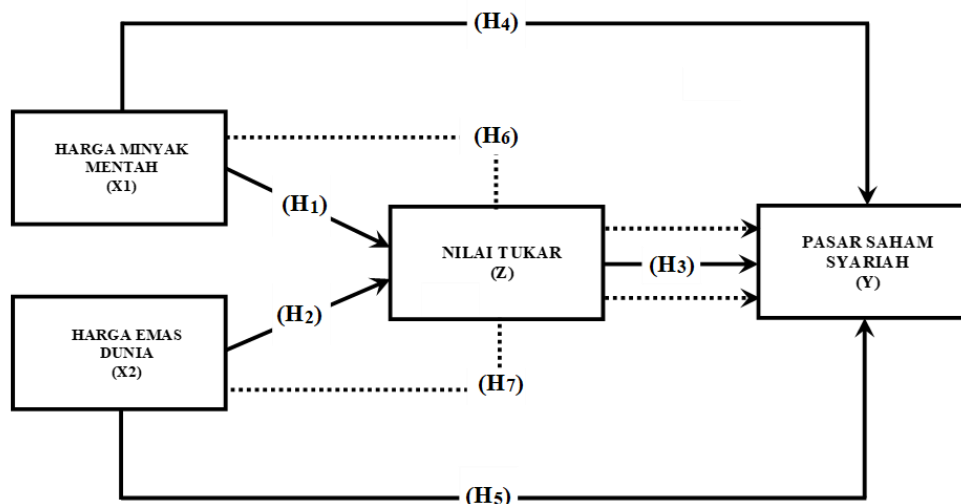 (H4)
HARGA MINYAK
MENTAH
(X1)
(H6)
(H1)
NILAI TUKAR
(Z)
(H3)
PASAR SAHAM
SYARIAH
(Y)
(H2)
HARGA EMAS
DUNIA
(X2)
(H7)
(H5)